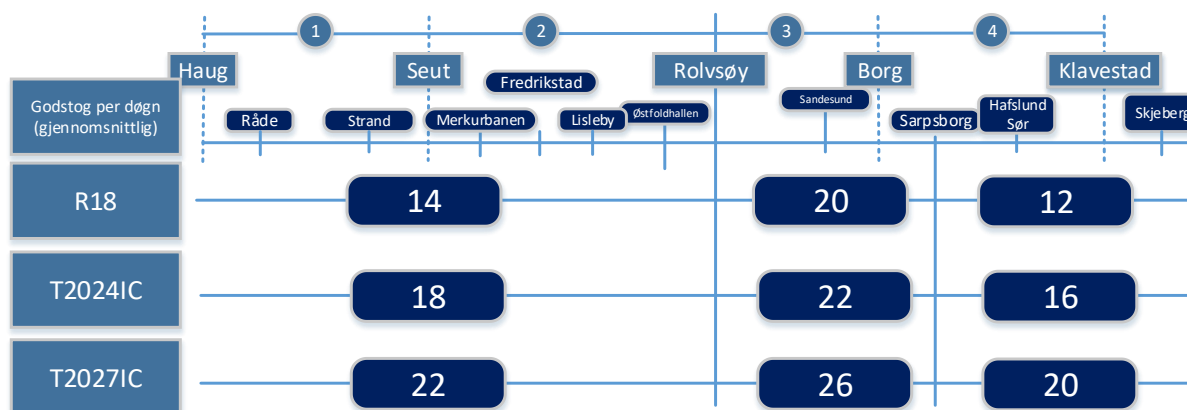 1 2 3 4
Haug Seut Rolvsøy Borg Klavestad
Fredrikstad
Godstog per døgn
(gjennomsnittlig)
Råde Strand Merkurbanen Lisleby Østfoldhallen Sandesund Sarpsborg Hafslund
Sør
Skjeberg
R18 14 20 12
T2024IC 18 22 16
T2027IC 22 26 20